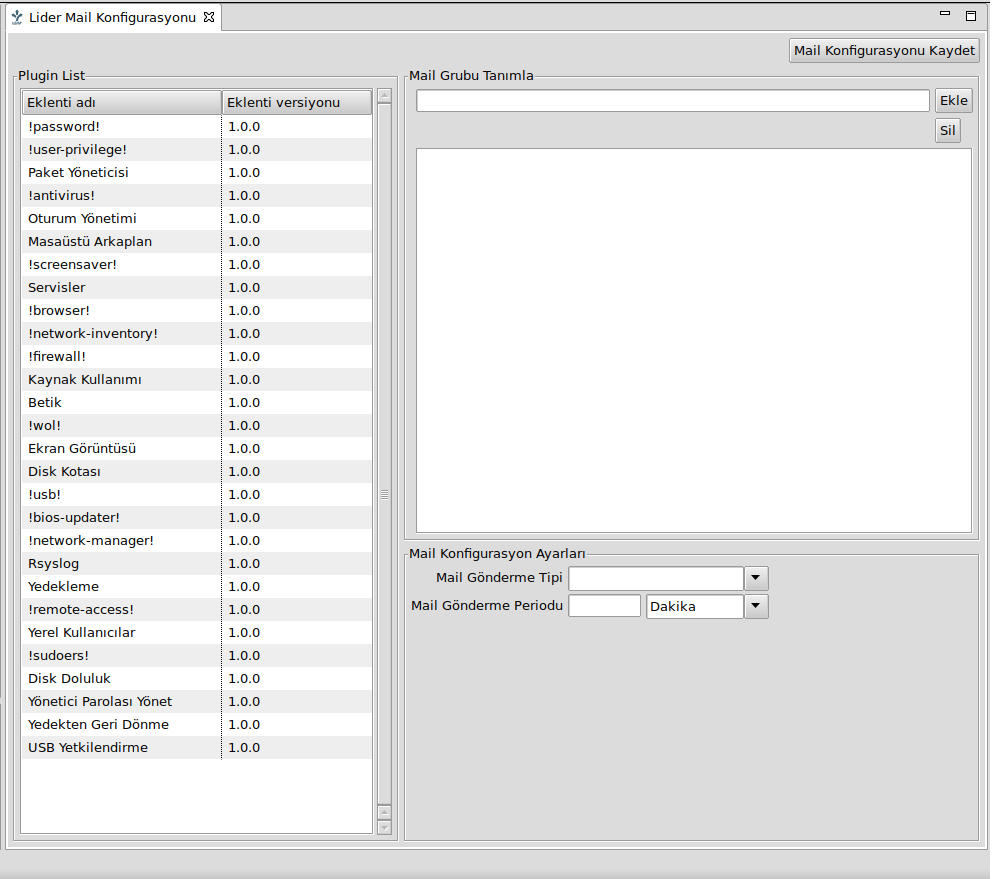 Lider Mail Konfigurasyonu
Mail Konfigurasyonu Kaydet
Plugin List
Eklenti adı Eklenti versiyonu
!password! 1.0.0
!user-privilege! 1.0.0
Paket Yöneticisi 1.0.0
!antivirus! 1.0.0
Oturum Yönetimi 1.0.0
Masaüstü Arkaplan 1.0.0
!screensaver! 1.0.0
Servisler 1.0.0
!browser! 1.0.0
!network-inventory! 1.0.0
!firewall! 1.0.0
Kaynak Kullanımı 1.0.0
Betik 1.0.0
!wol! 1.0.0
Ekran Görüntüsü 1.0.0
Disk Kotası 1.0.0
!usb! 1.0.0
!bios-updater! 1.0.0
!network-manager! 1.0.0
Rsyslog 1.0.0
Yedekleme 1.0.0
!remote-access! 1.0.0
Yerel Kullanıcılar 1.0.0
!sudoers! 1.0.0
Disk Doluluk 1.0.0
Yönetici Parolası Yönet 1.0.0
Yedekten Geri Dönme 1.0.0
USB Yetkilendirme 1.0.0
Mail Grubu Tanımla
Ekle
Sil
Mail Konfigurasyon Ayarları
Mail Gönderme Tipi
Mail Gönderme Periodu Dakika